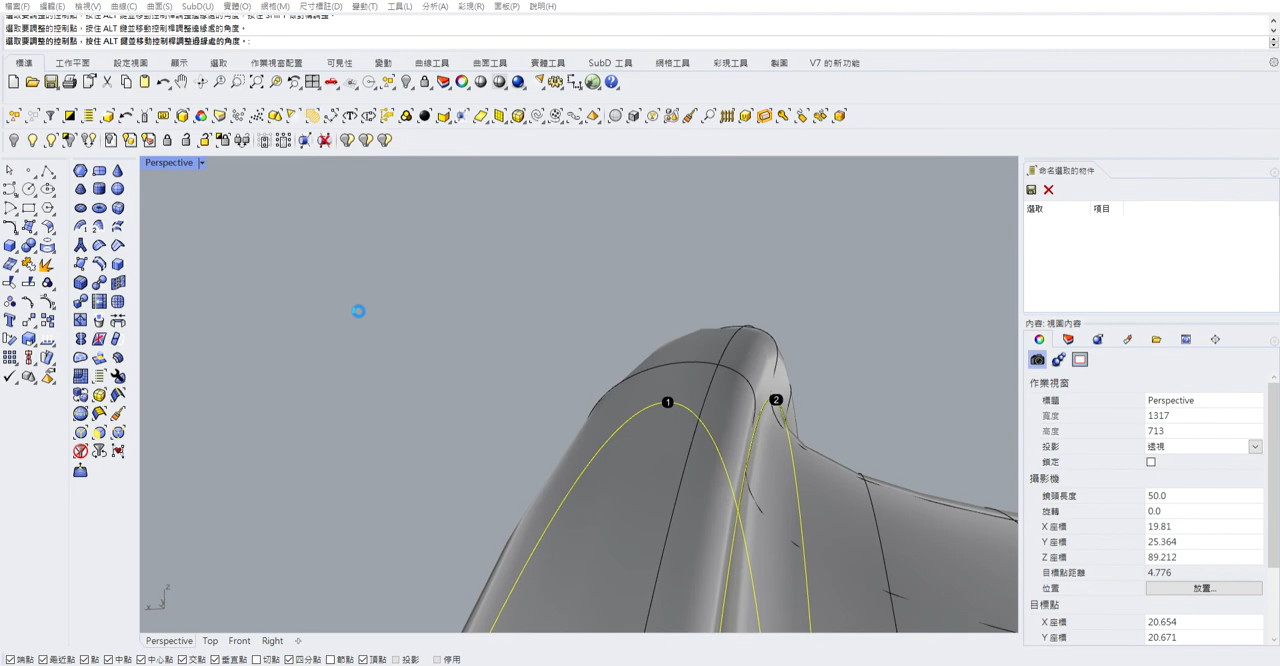 檔案(F) 編輯(E) 檢視(V) 曲線(C) 曲面(S) SubD(U) 實體(O) 網格(M) 尺寸標註(D) 變動(T) 工具(L) 分析(A) 彩現(R) 面板(P) 說明(H)
選取要調整的控制點，按住 ALT 鍵並移動控制桿調整邊緣處的角度。
選取要調整的控制點，按住 ALT 鍵並移動控制桿調整邊緣處的角度。:
標準 工作平面 設定視圖 顯示 選取 作業視窗配置 可見性 變動 曲線工具 曲面工具 實體工具 SubD 工具 網格工具 彩現工具 製圖 V7 的新功能
Perspective
命名選取的物件
選取 項目
1
2
內容: 視圖內容
作業視窗
標題 Perspective
寬度 1317
高度 713
投影 透視
鎖定
攝影機
鏡頭長度 50.0
旋轉 0.0
X 座標 19.81
Y 座標 25.364
Z 座標 89.212
目標點距離 4.776
位置 放置...
目標點
X 座標 20.654
Y 座標 20.671
z
x
Perspective Top Front Right
端點 最近點 點 中點 中心點 交點 垂直點 切點 四分點 節點 頂點 投影 停用